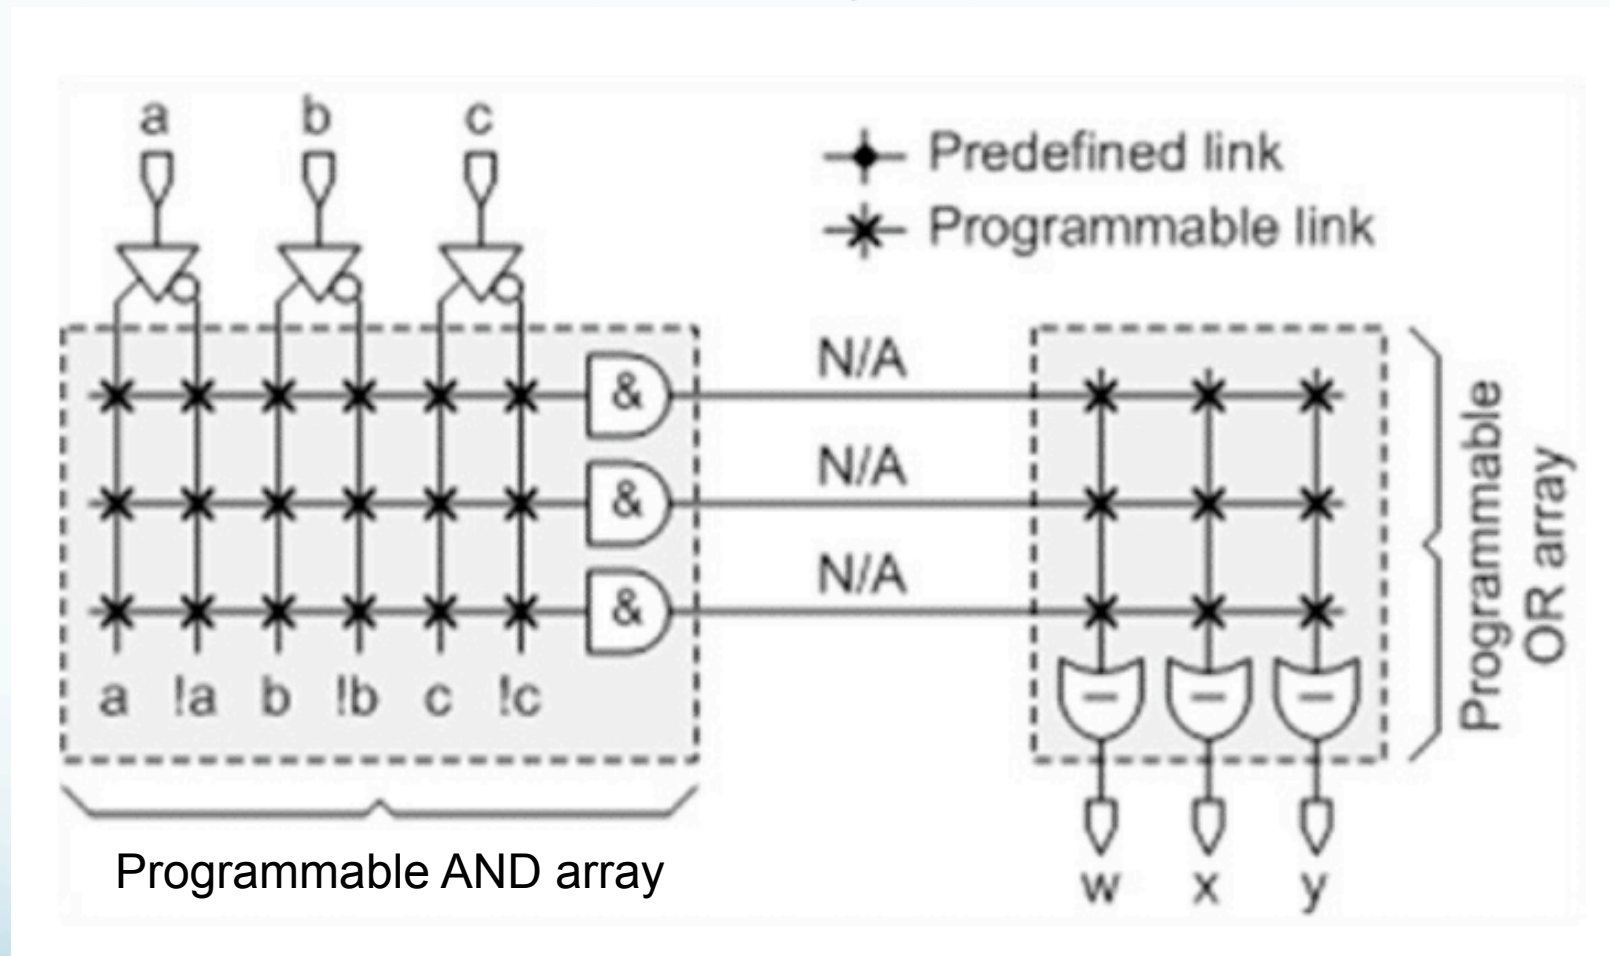 a b c
Predefined link
Programmable link
N/A
&
N/A
&
N/A
&
a !a b !b c !c
Programmable
OR array
Programmable AND array
w x y